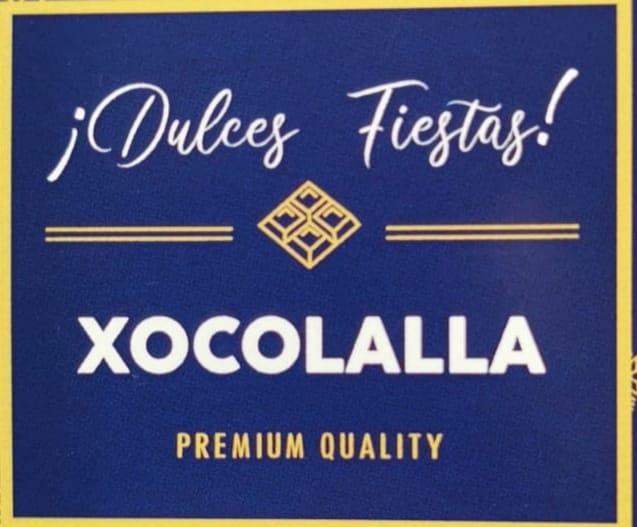 ¡Dulces Fiestas!
XOCOLALLA
PREMIUM QUALITY